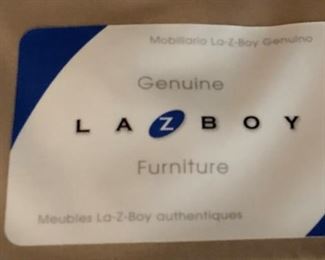 Mobiliario La-Z-Boy Genuino
Genuine
LAZBOY
Furniture
Meubles La-Z-Boy authentiques